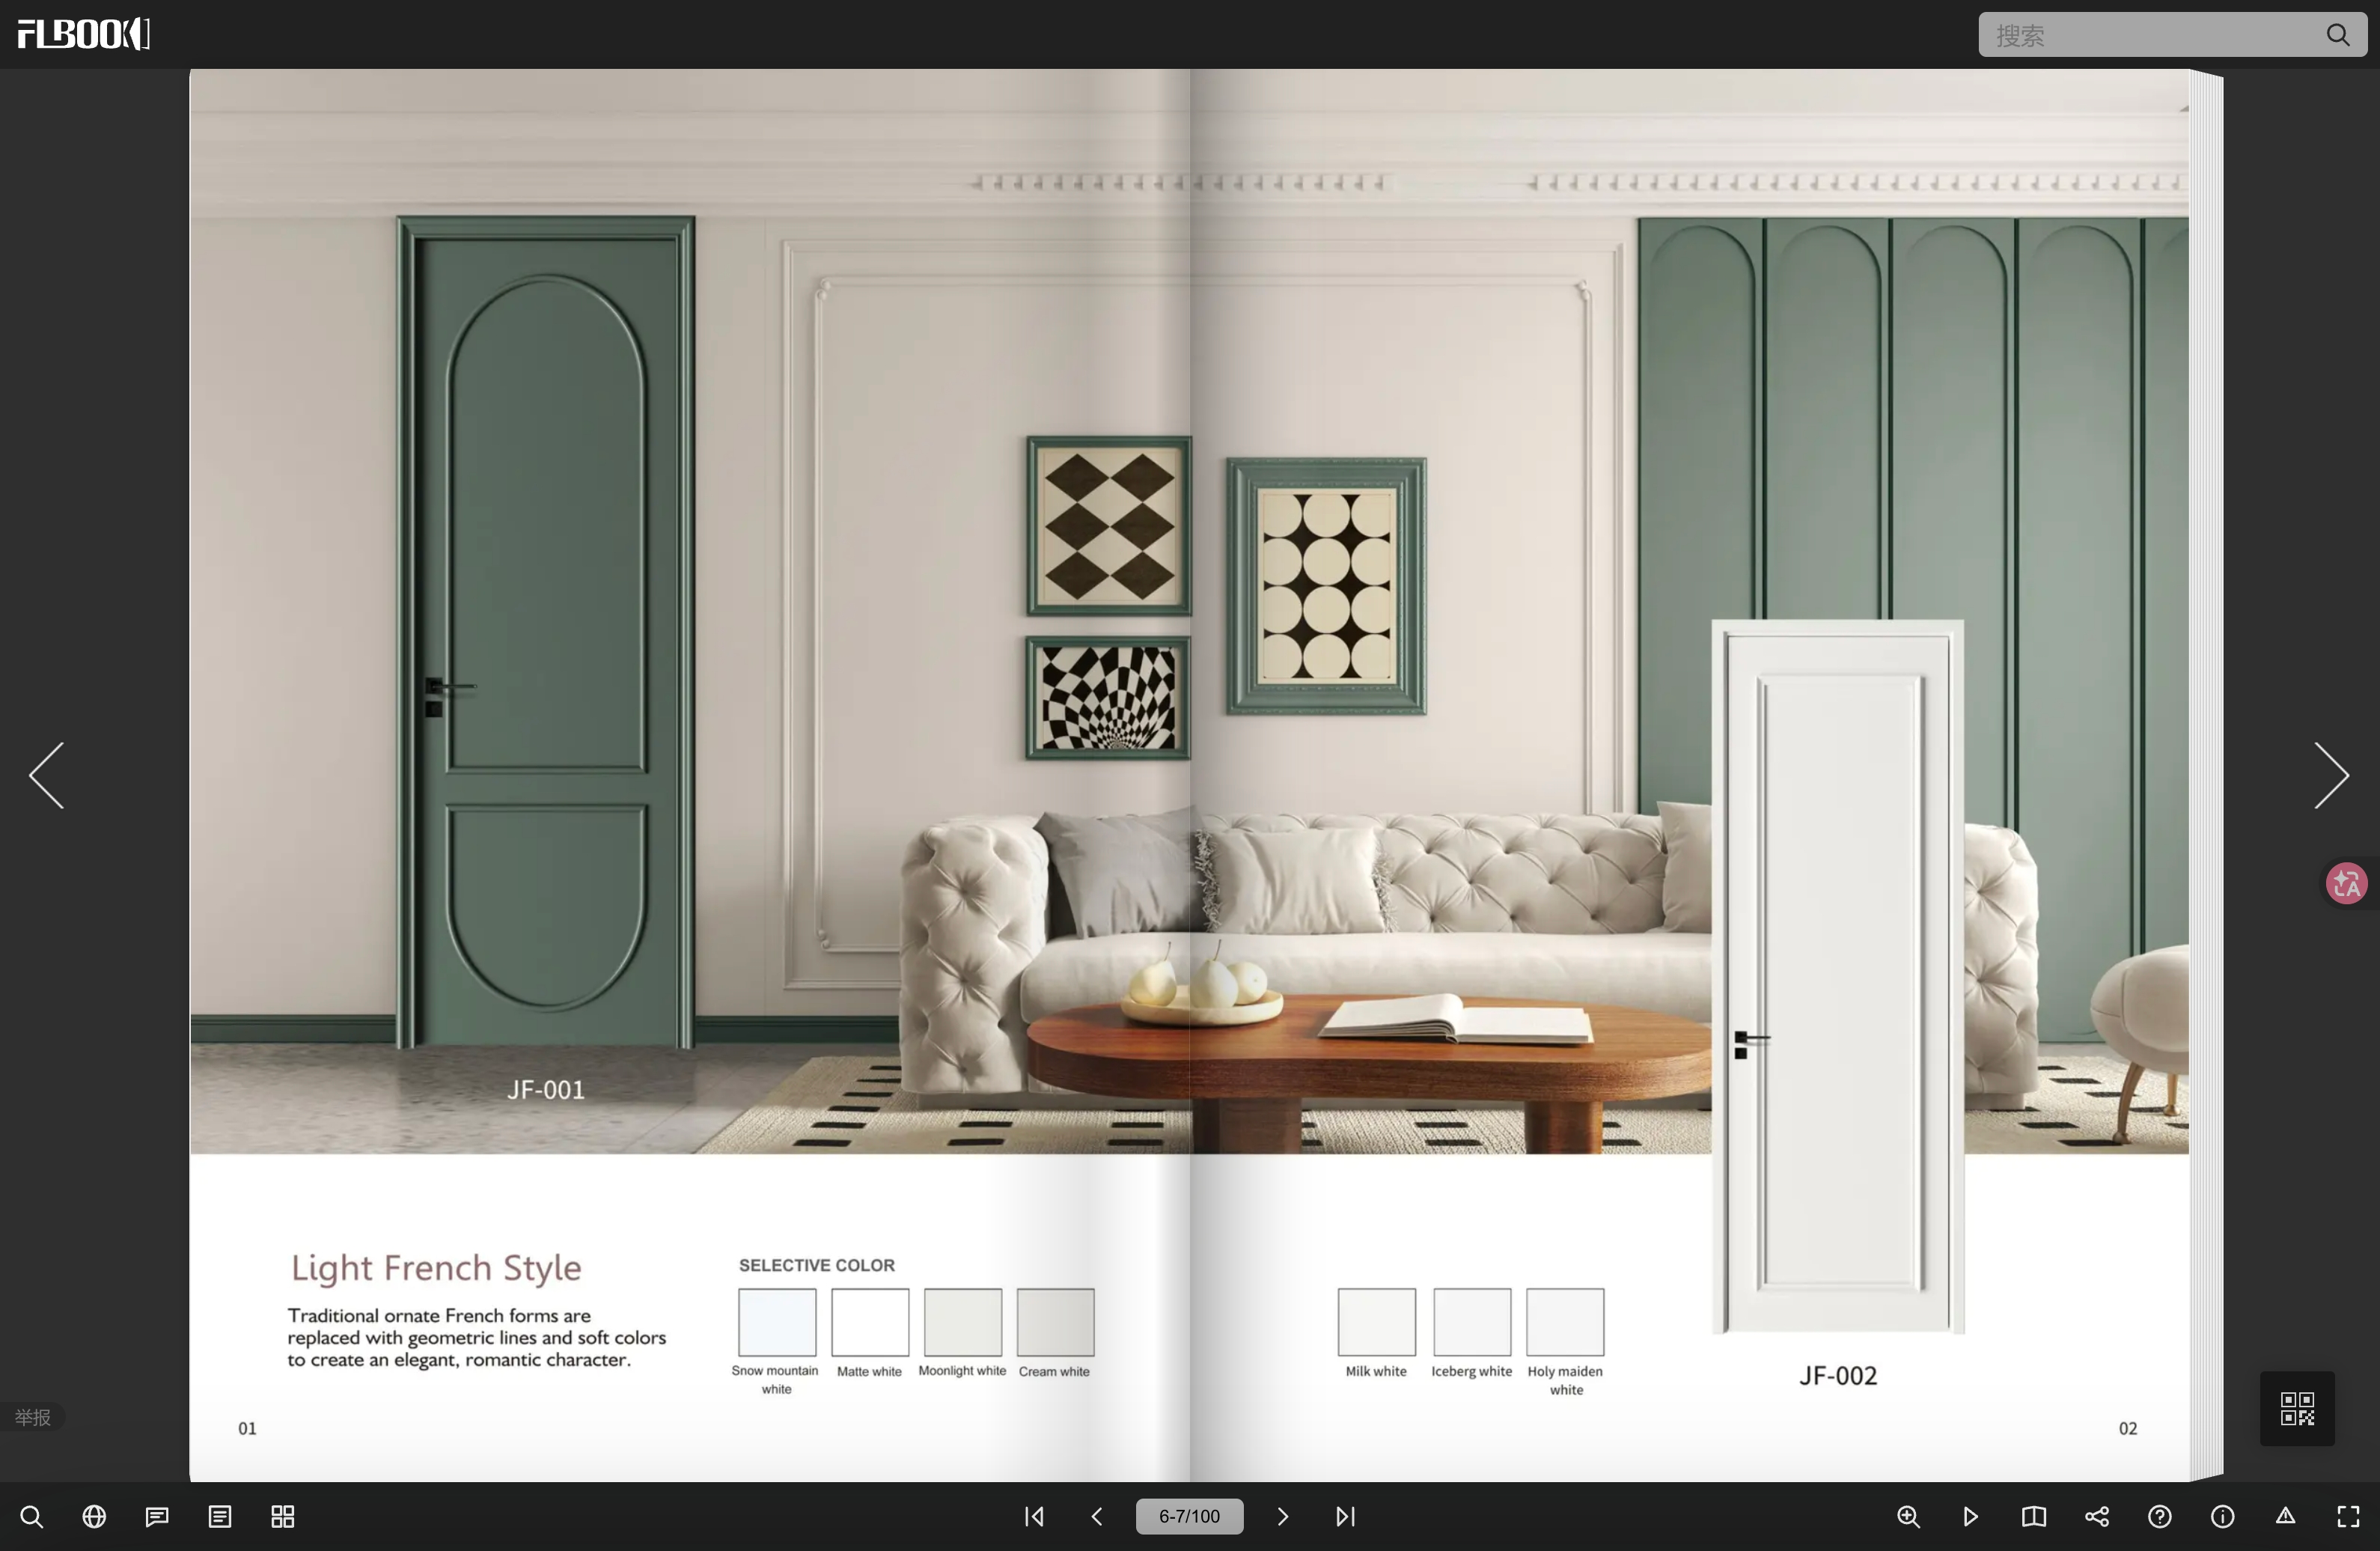 FLBOOK
搜索
JF-001
Light French Style
Traditional ornate French forms are
replaced with geometric lines and soft colors
to create an elegant, romantic character.
SELECTIVE COLOR
Snow mountain
white
Matte white
Moonlight white
Cream white
Milk white
Iceberg white
Holy maiden
white
JF-002
举报
01
02
6-7/100